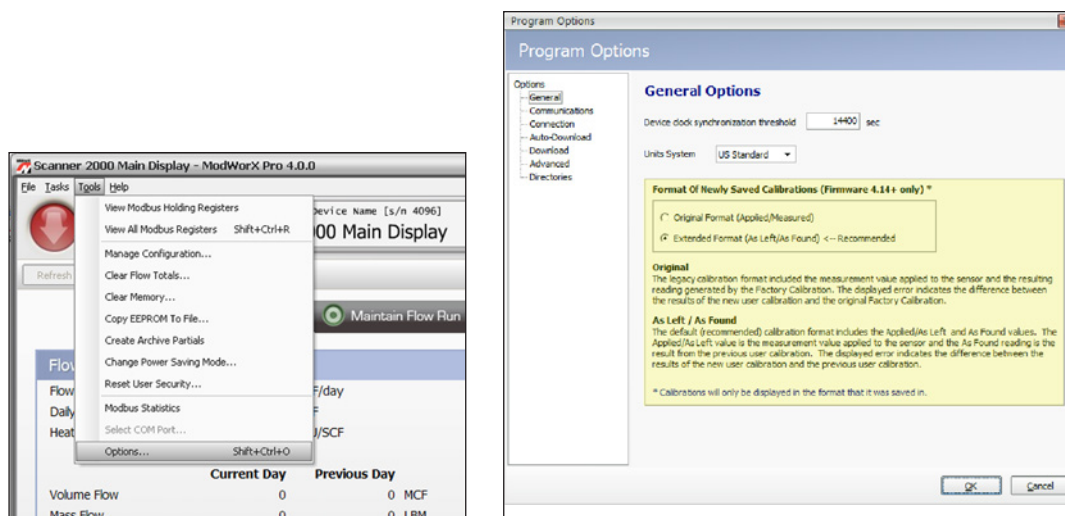 Scanner 2000 Main Display - ModWorX Pro 4.0.0
File Tasks Tools Help
View Modbus Holding Registers
View All Modbus Registers Shift+Ctrl+R
Manage Configuration...
Clear Flow Totals...
Clear Memory...
Copy EEPROM To File...
Create Archive Partials
Change Power Saving Mode...
Reset User Security...
Modbus Statistics
Select COM Port...
Options... Shift+Ctrl+O
Device Name [s/n 4096]
00 Main Display
Refresh
Maintain Flow Run
Flow
Flow F/day
Daily F
Heat J/SCF
Current Day Previous Day
Volume Flow 0 0 MCF
Mass Flow 0 0 LBM
Program Options
Program Options
Options
General
Communications
Connection
Auto-Download
Download
Advanced
Directories
General Options
Device clock synchronization threshold 14400 sec
Units System US Standard
Format Of Newly Saved Calibrations (Firmware 4.14+ only) *
Original Format (Applied/Measured)
Extended Format (As Left/As Found) <-- Recommended
Original
The legacy calibration format included the measurement value applied to the sensor and the resulting
reading generated by the Factory Calibration. The displayed error indicates the difference between
the results of the new user calibration and the original Factory Calibration.
As Left / As Found
The default (recommended) calibration format includes the Applied/As Left and As Found values. The
Applied/As Left value is the measurement value applied to the sensor and the As Found reading is the
result from the previous user calibration. The displayed error indicates the difference between the
results of the new user calibration and the previous user calibration.
* Calibrations will only be displayed in the format that it was saved in.
OK Cancel